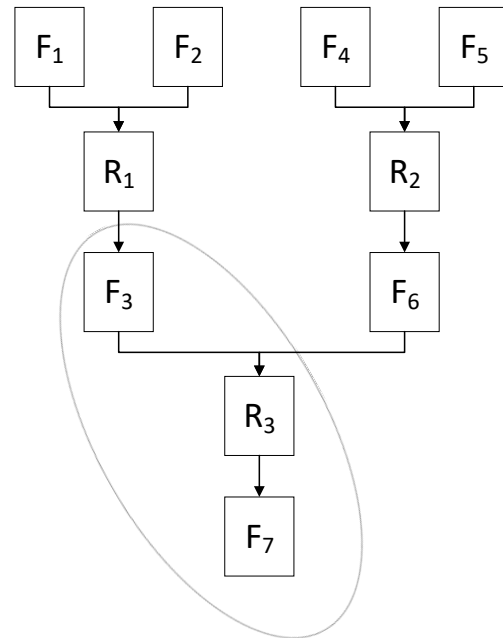 F₁ F₂ F₄ F₅
R₁ R₂
F₃ F₆
R₃
F₇